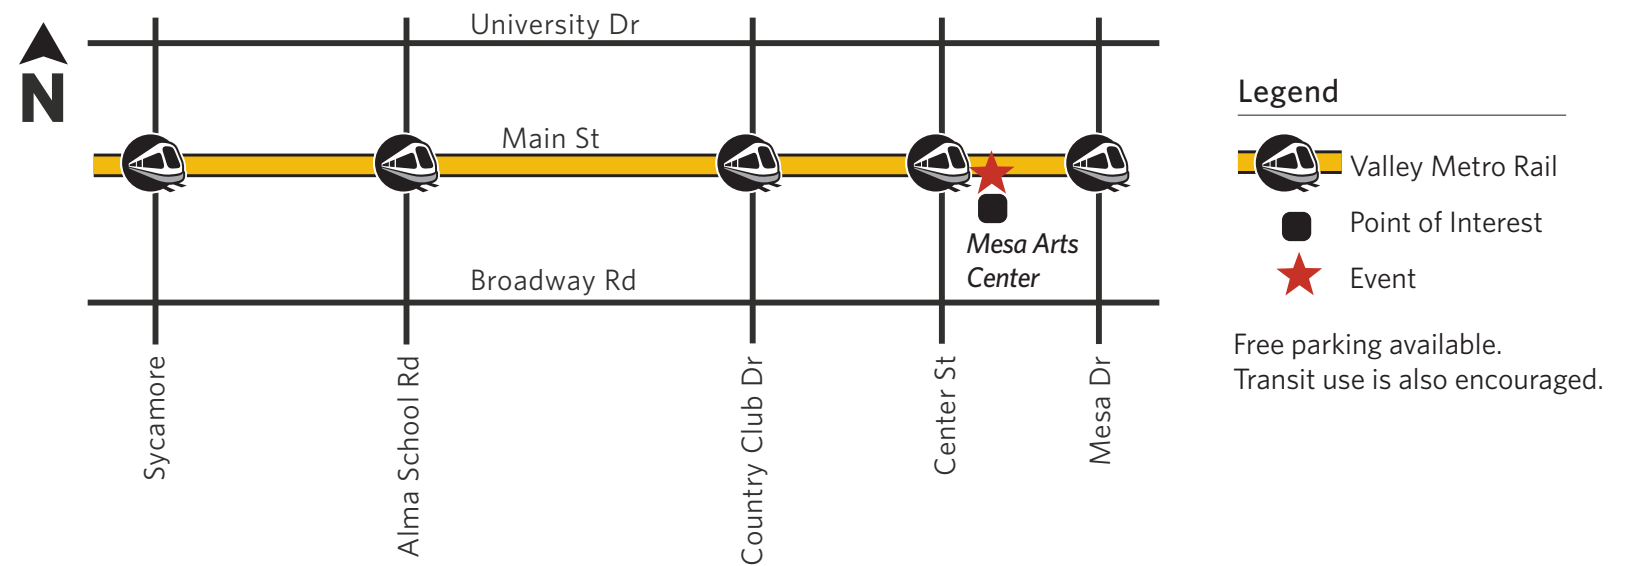 University Dr
N
Main St
Mesa Arts
Center
Broadway Rd
Sycamore
Alma School Rd
Country Club Dr
Center St
Mesa Dr
Legend
Valley Metro Rail
Point of Interest
Event
Free parking available.
Transit use is also encouraged.